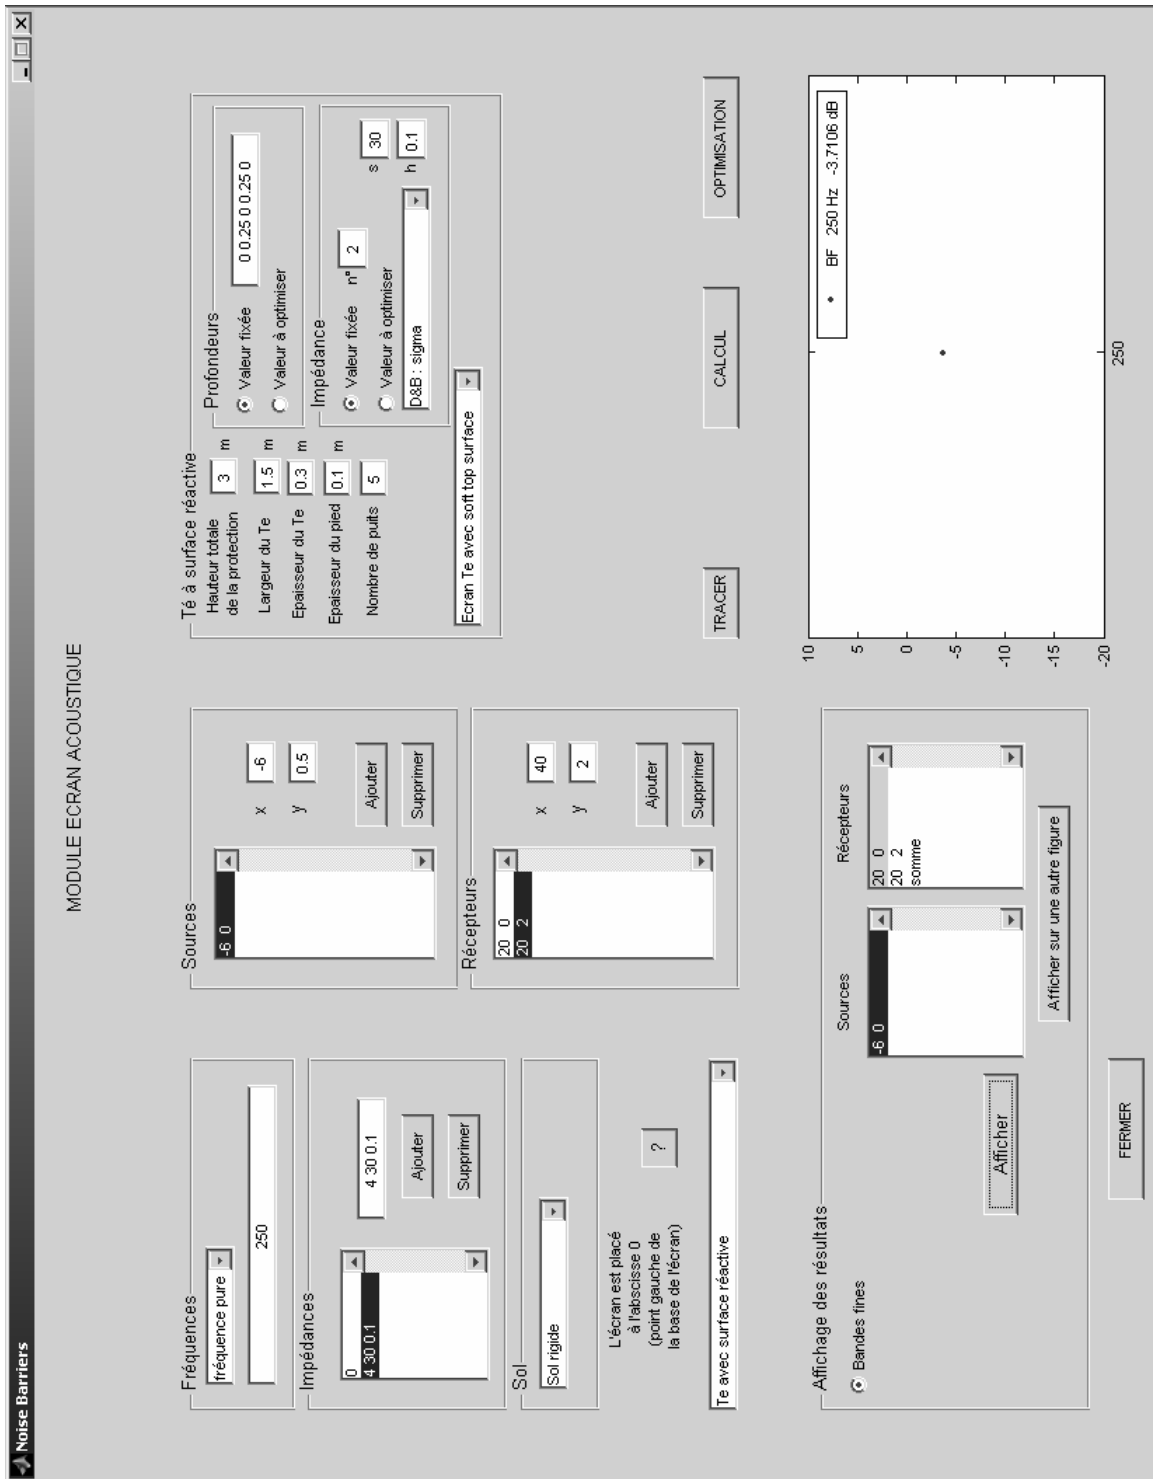 Noise Barriers
MODULE ECRAN ACOUSTIQUE
Fréquences
fréquence pure
250
Impédances
0
4 30 0.1
4 30 0.1
Ajouter
Supprimer
Sol
Sol rigide
L'écran est placé
à l'abscisse 0
(point gauche de
la base de l'écran)
?
Te avec surface réactive
Sources
-6 0
x -6
y 0.5
Ajouter
Supprimer
Récepteurs
20 0
20 2
x 40
y 2
Ajouter
Supprimer
Té à surface réactive
Hauteur totale
de la protection
3 m
Largeur du Te 1.5 m
Epaisseur du Te 0.3 m
Epaisseur du pied 0.1 m
Nombre de puits 5
Profondeurs
Valeur fixée
0 0.25 0 0.25 0
Valeur à optimiser
Impédance
Valeur fixée n° 2
Valeur à optimiser
s 30
h 0.1
D&B : sigma
Ecran Te avec soft top surface
TRACER
CALCUL
OPTIMISATION
Affichage des résultats
Bandes fines
Afficher
Sources
-6 0
Récepteurs
20 0
20 2
somme
Afficher sur une autre figure
FERMER
10
5
0
-5
-10
-15
-20
250
BF 250 Hz -3.7106 dB